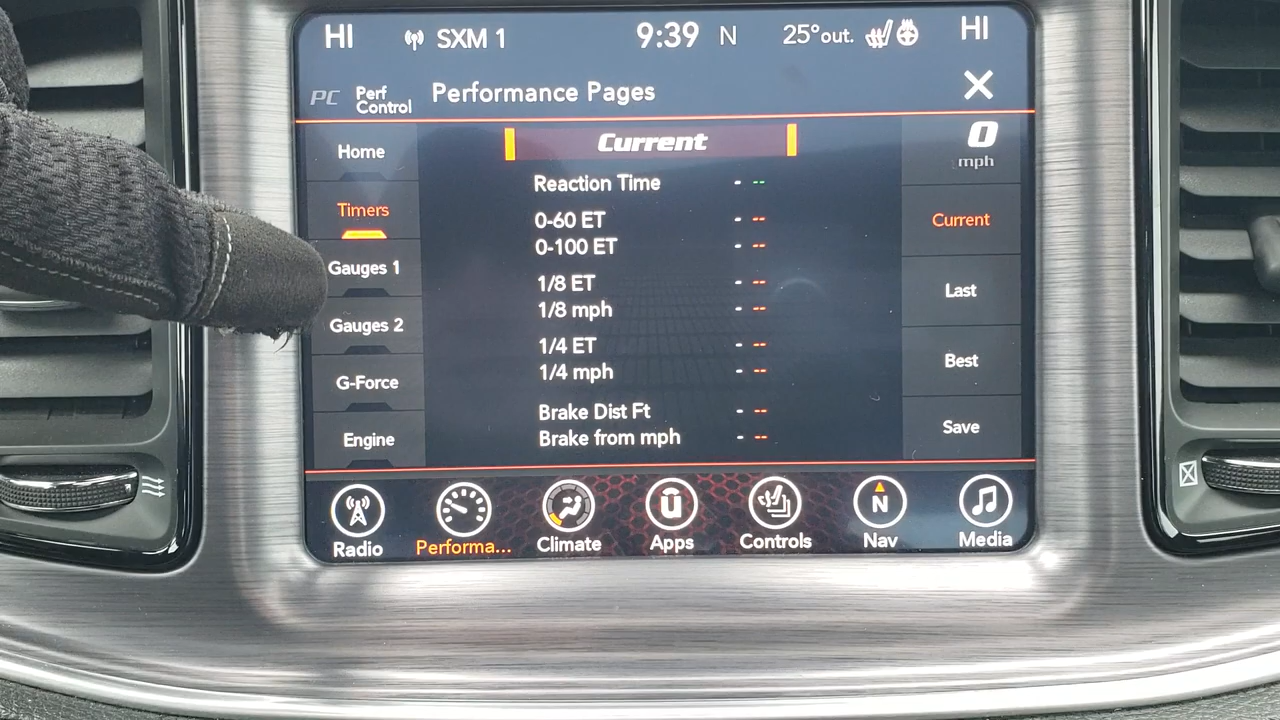 HI SXM 1 9:39 N 25°out. HI
PC Perf Control Performance Pages
Current
Home
Timers
Gauges 1
Gauges 2
G-Force
Engine
Reaction Time - --
0-60 ET - --
0-100 ET - --
1/8 ET - --
1/8 mph - --
1/4 ET - --
1/4 mph - --
Brake Dist Ft - --
Brake from mph - --
0
mph
Current
Last
Best
Save
Radio Performa... Climate Apps Controls N Nav Media